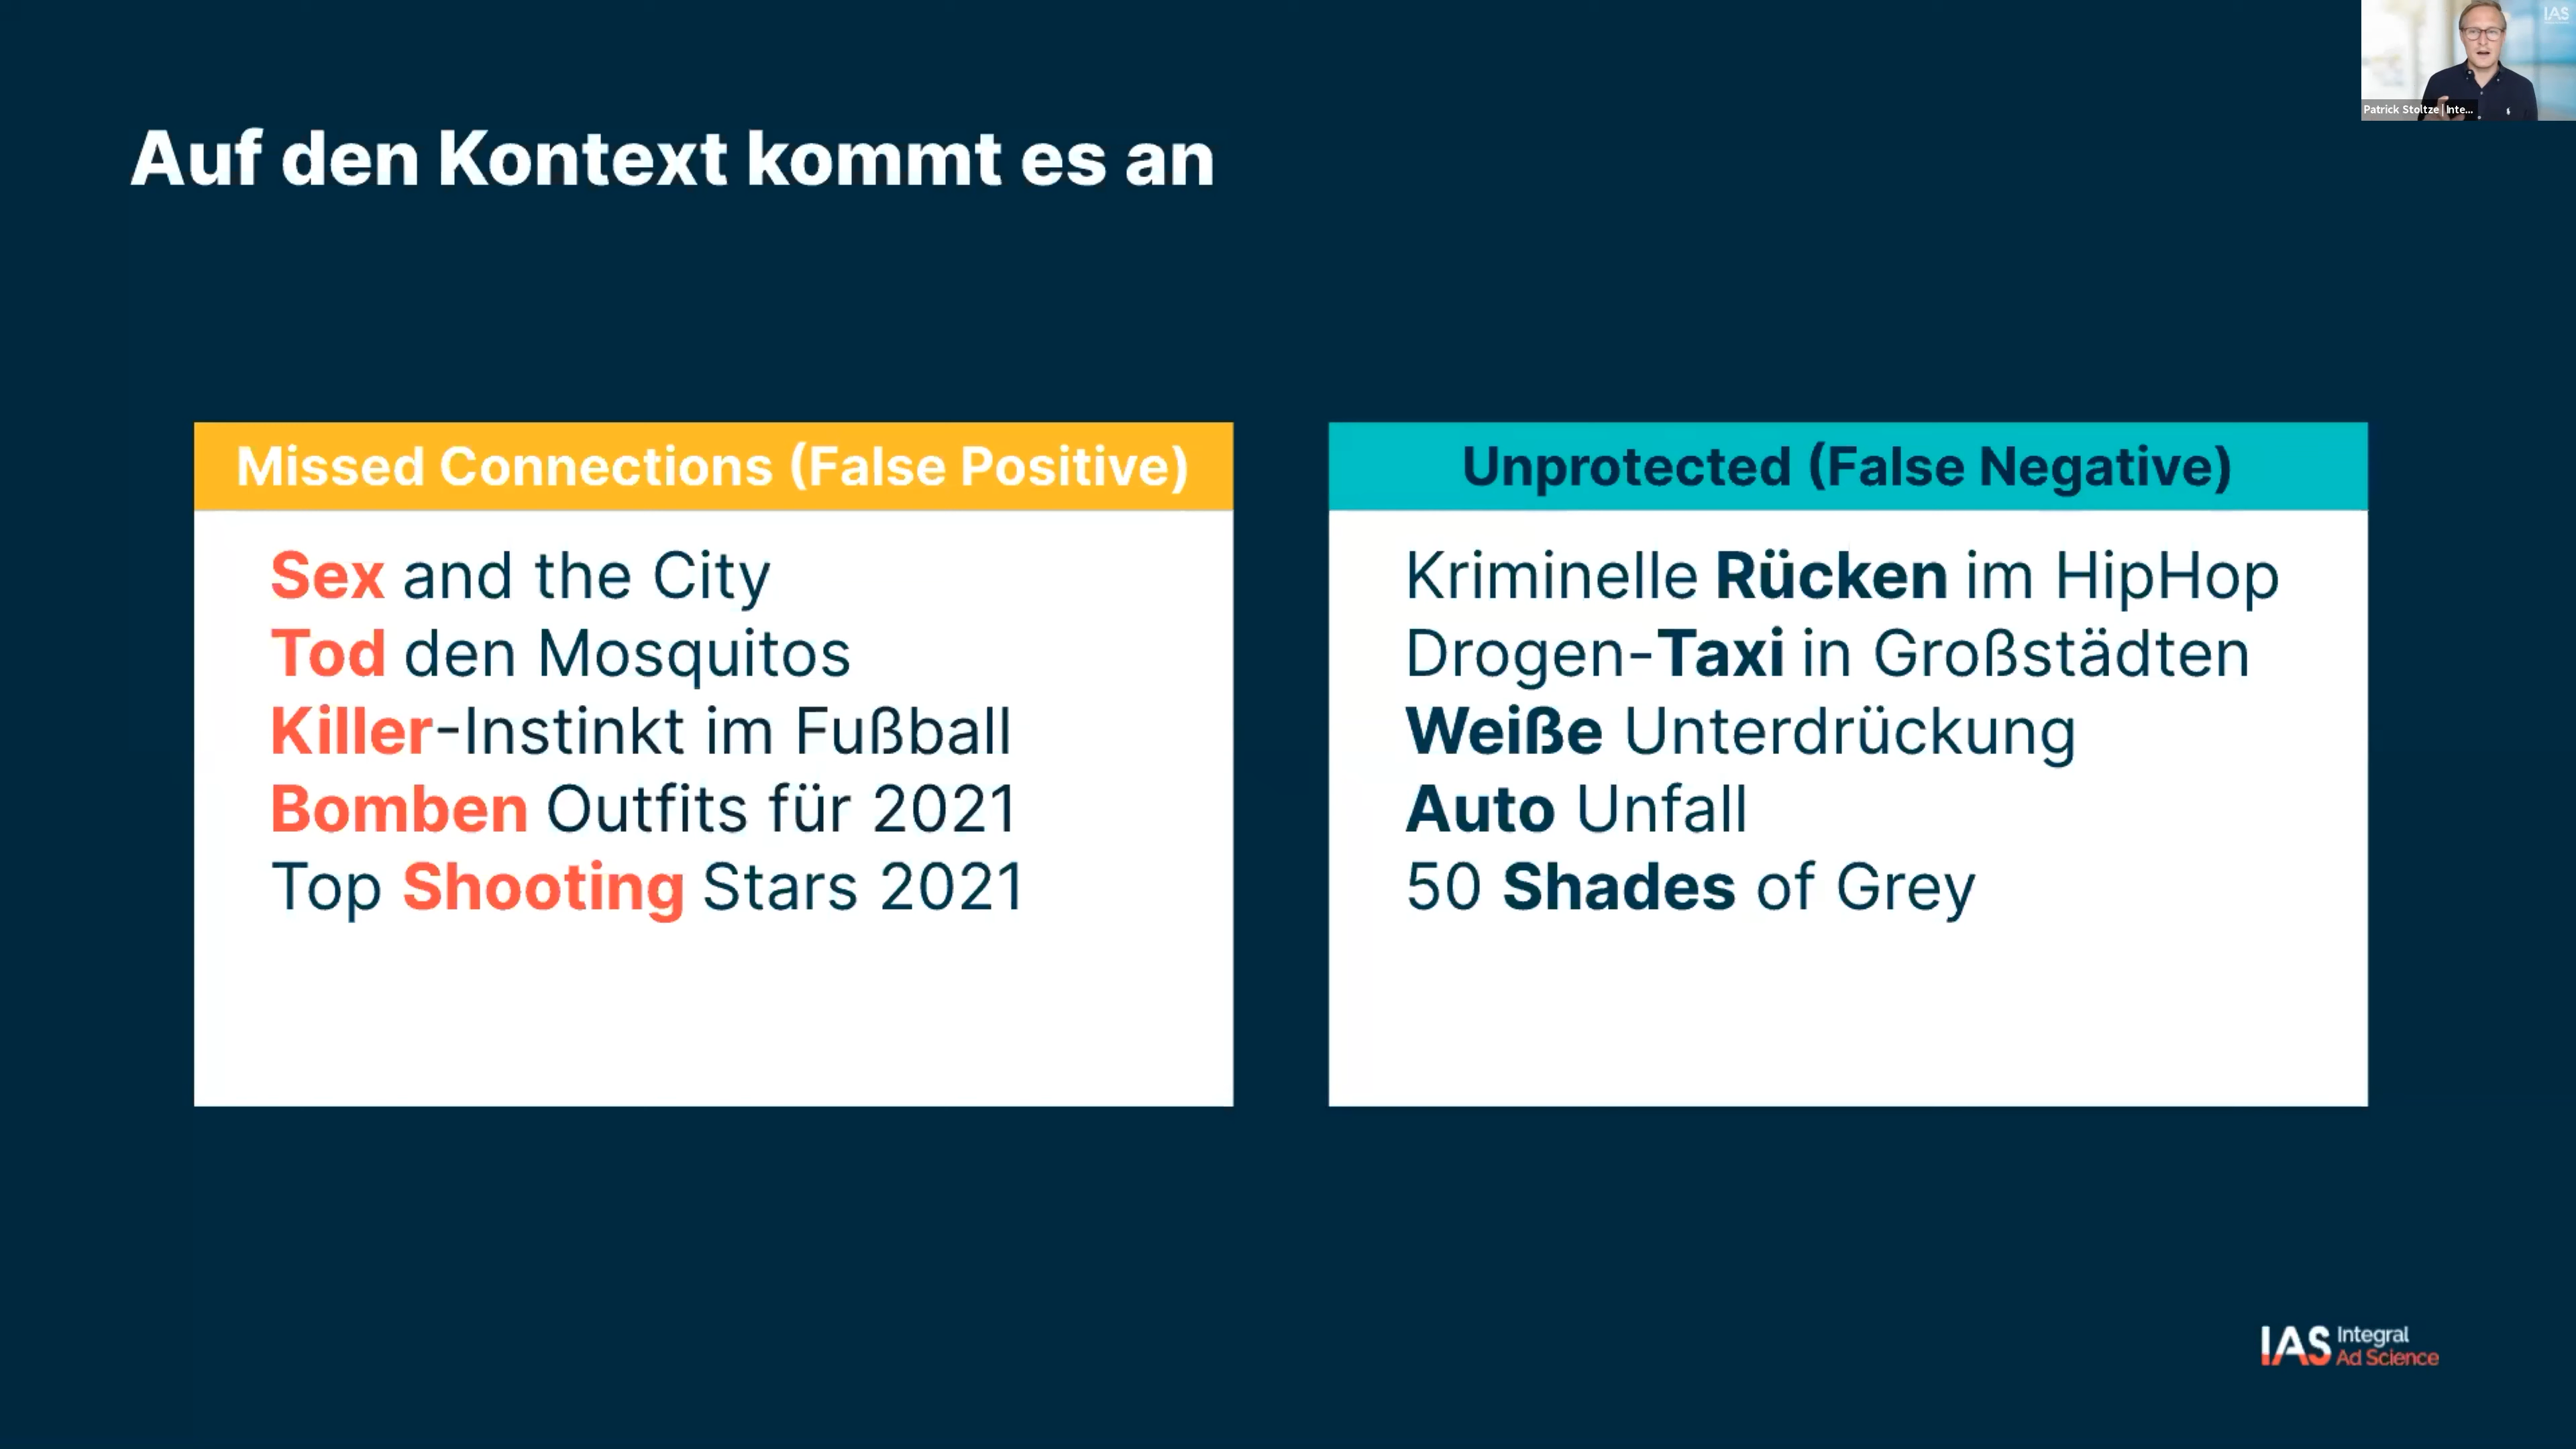 IAS
Patrick Stoltze | Inte...
Auf den Kontext kommt es an
Missed Connections (False Positive)
Sex and the City
Tod den Mosquitos
Killer-Instinkt im Fußball
Bomben Outfits für 2021
Top Shooting Stars 2021
Unprotected (False Negative)
Kriminelle Rücken im HipHop
Drogen-Taxi in Großstädten
Weiße Unterdrückung
Auto Unfall
50 Shades of Grey
IAS Integral
Ad Science